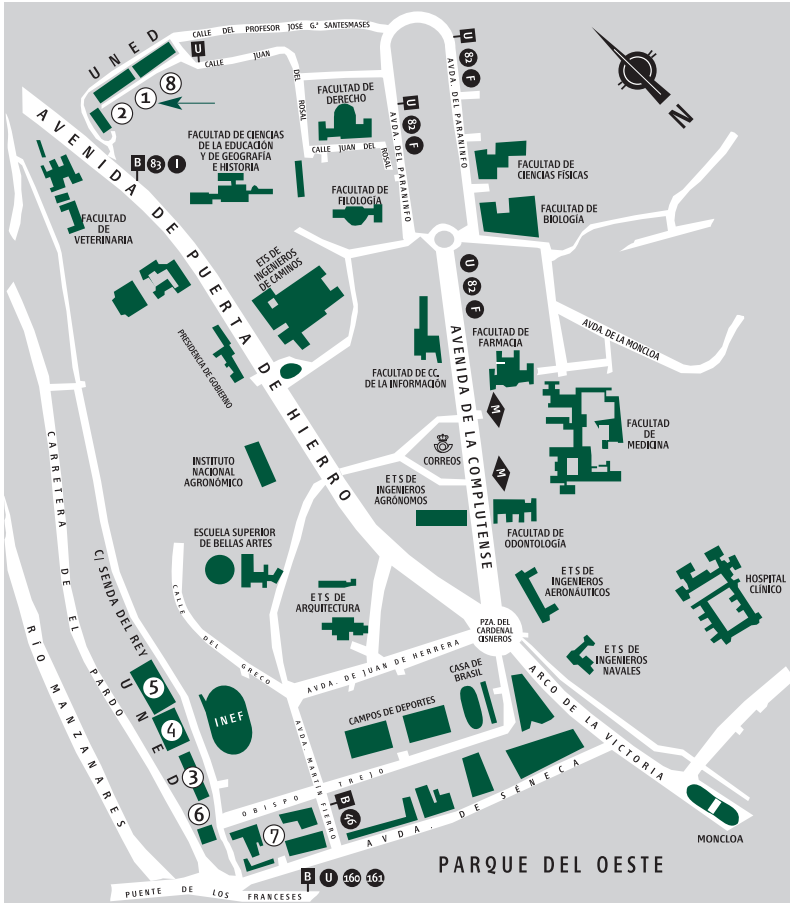 CALLE DEL PROFESOR JOSÉ G.ª SANTESMASES
UNED
U
CALLE JUAN
DEL ROSAL
8
1
2
U
82
F
AVDA. DEL PARANINFO
U
82
F
AVDA. DEL PARANINFO
N
FACULTAD DE
DERECHO
CALLE JUAN DEL ROSAL
FACULTAD DE CIENCIAS
DE LA EDUCACIÓN
Y DE GEOGRAFÍA
E HISTORIA
B
83
I
AVENIDA DE PUERTA DE HIERRO
FACULTAD DE
CIENCIAS FÍSICAS
FACULTAD DE
FILOLOGÍA
FACULTAD DE
BIOLOGÍA
FACULTAD
DE
VETERINARIA
ETS DE
INGENIEROS
DE CAMINOS
U
82
F
AVENIDA DE LA COMPLUTENSE
AVDA. DE LA MONCLOA
FACULTAD DE
FARMACIA
PRESIDENCIA DE GOBIERNO
FACULTAD DE CC.
DE LA INFORMACIÓN
M
FACULTAD
DE
MEDICINA
CORREOS
M
INSTITUTO
NACIONAL
AGRONÓMICO
E T S
DE INGENIEROS
AGRÓNOMOS
FACULTAD DE
ODONTOLOGÍA
CARRETERA DE EL PARDO
ESCUELA SUPERIOR
DE BELLAS ARTES
C/ SENDA DEL REY
CALLE DEL GRECO
E T S
DE ARQUITECTURA
E T S DE
INGENIEROS
AERONÁUTICOS
HOSPITAL
CLÍNICO
RÍO MANZANARES
PZA. DEL
CARDENAL
CISNEROS
E T S
DE INGENIEROS
NAVALES
AVDA. DE JUAN DE HERRERA
CASA DE
BRASIL
ARCO DE LA VICTORIA
UNED
5
4
3
6
INEF
CAMPOS DE DEPORTES
AVDA. MARTÍN FIERRO
OBISPO TREJO
7
B
46
AVDA. DE SÉNECA
MONCLOA
PARQUE DEL OESTE
B
U
160
161
PUENTE DE LOS FRANCESES